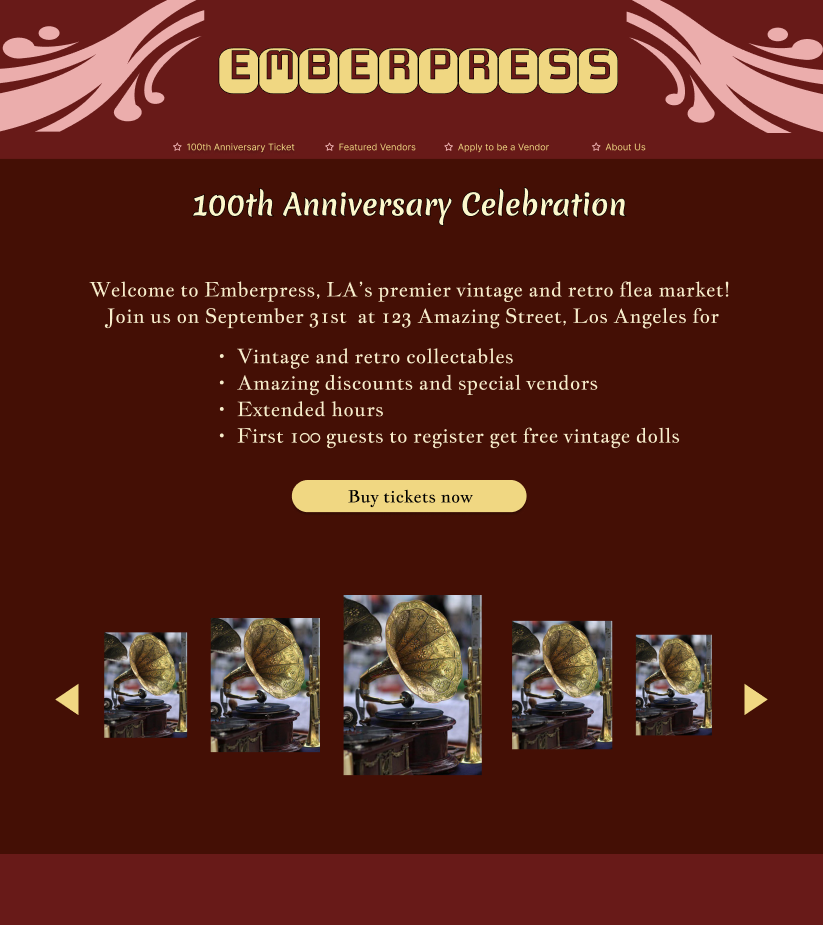 EMBERPRESS
100th Anniversary Ticket Featured Vendors Apply to be a Vendor About Us
100th Anniversary Celebration
Welcome to Emberpress, LA's premier vintage and retro flea market!
Join us on September 31st at 123 Amazing Street, Los Angeles for
• Vintage and retro collectables
• Amazing discounts and special vendors
• Extended hours
• First 100 guests to register get free vintage dolls
Buy tickets now